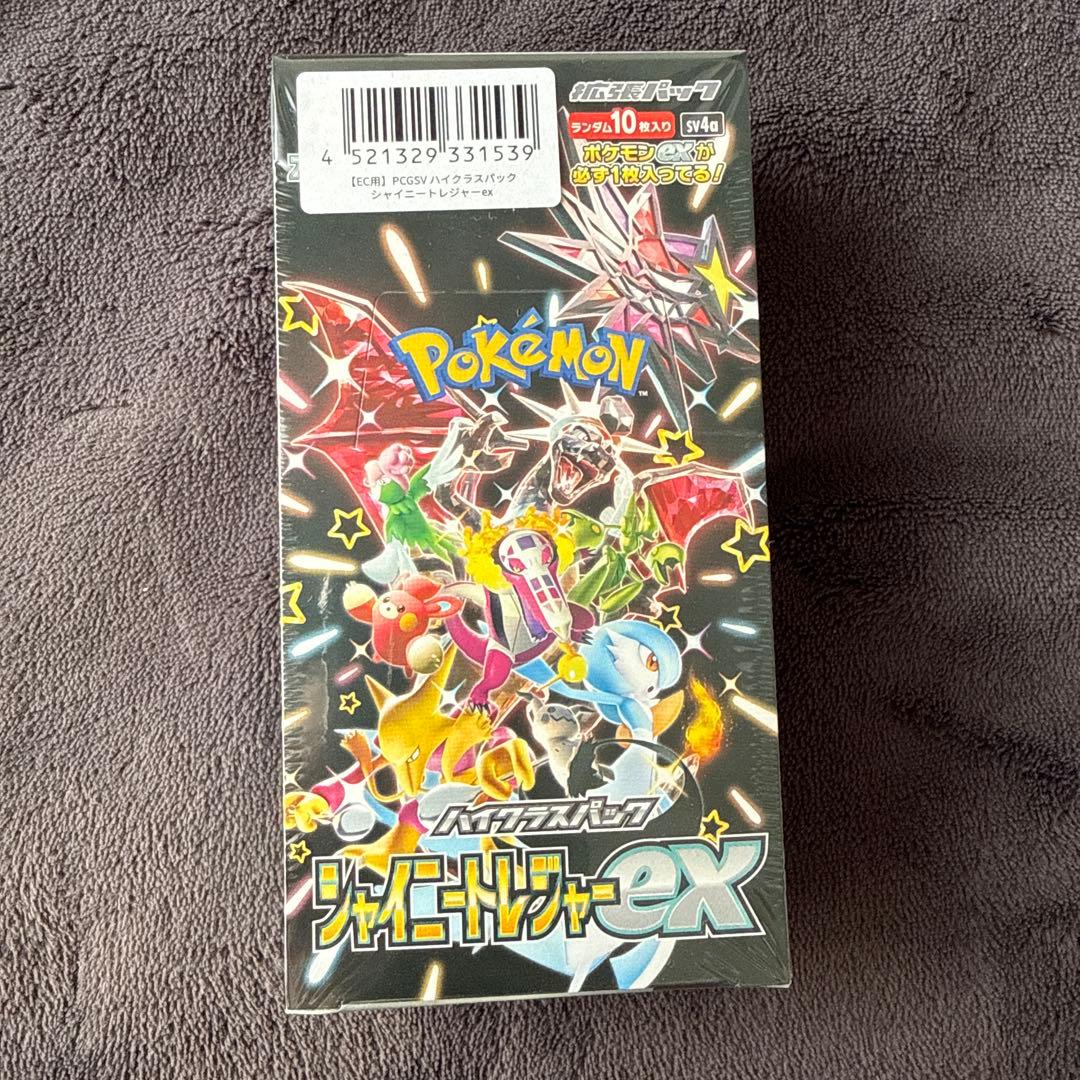 4 521329 331539
【EC用】PCGSV ハイクラスパック
シャイニートレジャーex
拡張パック
ランダム10枚入り SV4a
ポケモンexが
必ず1枚入ってる！
POKÉMON
TM
ハイクラスパック
シャイニートレジャーex